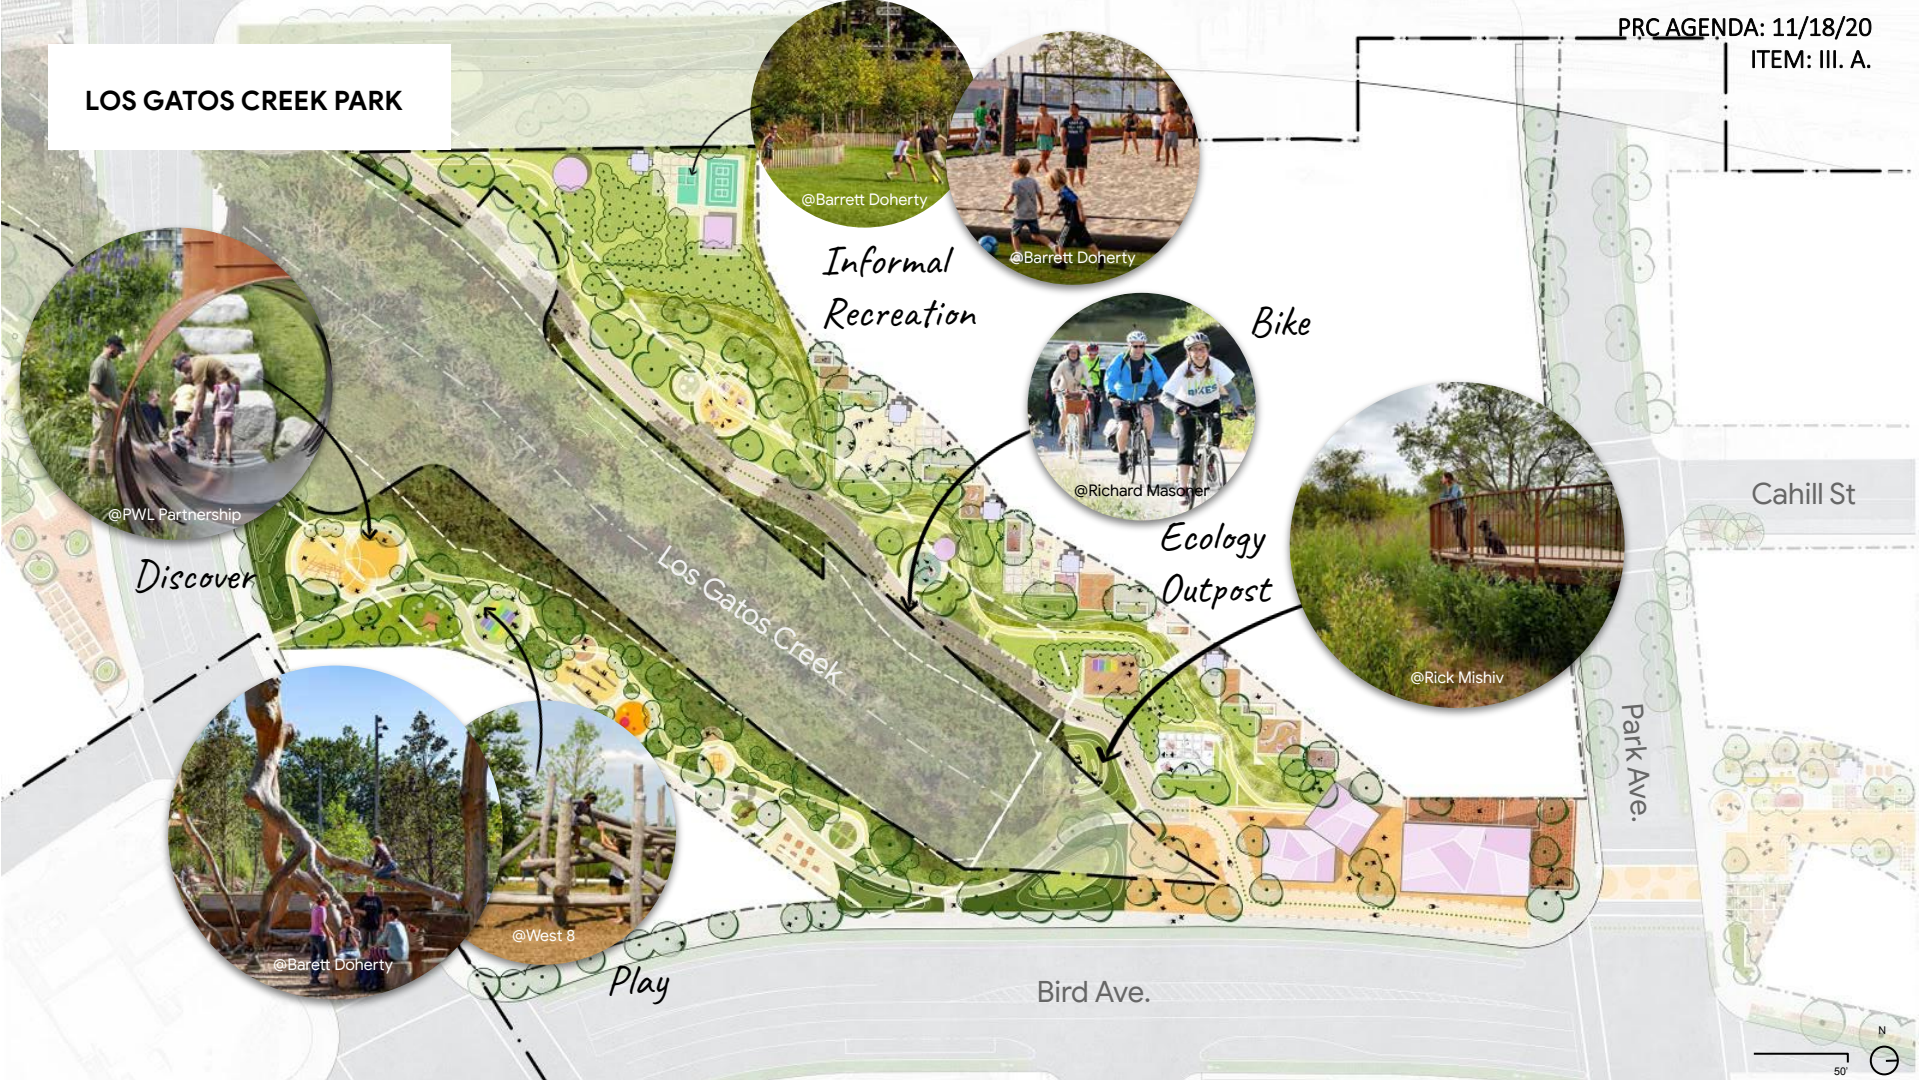 PRC AGENDA: 11/18/20
ITEM: III. A.
LOS GATOS CREEK PARK
@Barrett Doherty
@Barrett Doherty
Informal
Recreation
Bike
@Richard Masoner
@PWL Partnership
Discover
Ecology
Outpost
@Rick Mishiv
Cahill St
Los Gatos Creek
Park Ave.
@West 8
@Barett Doherty
Play
Bird Ave.
N
50'